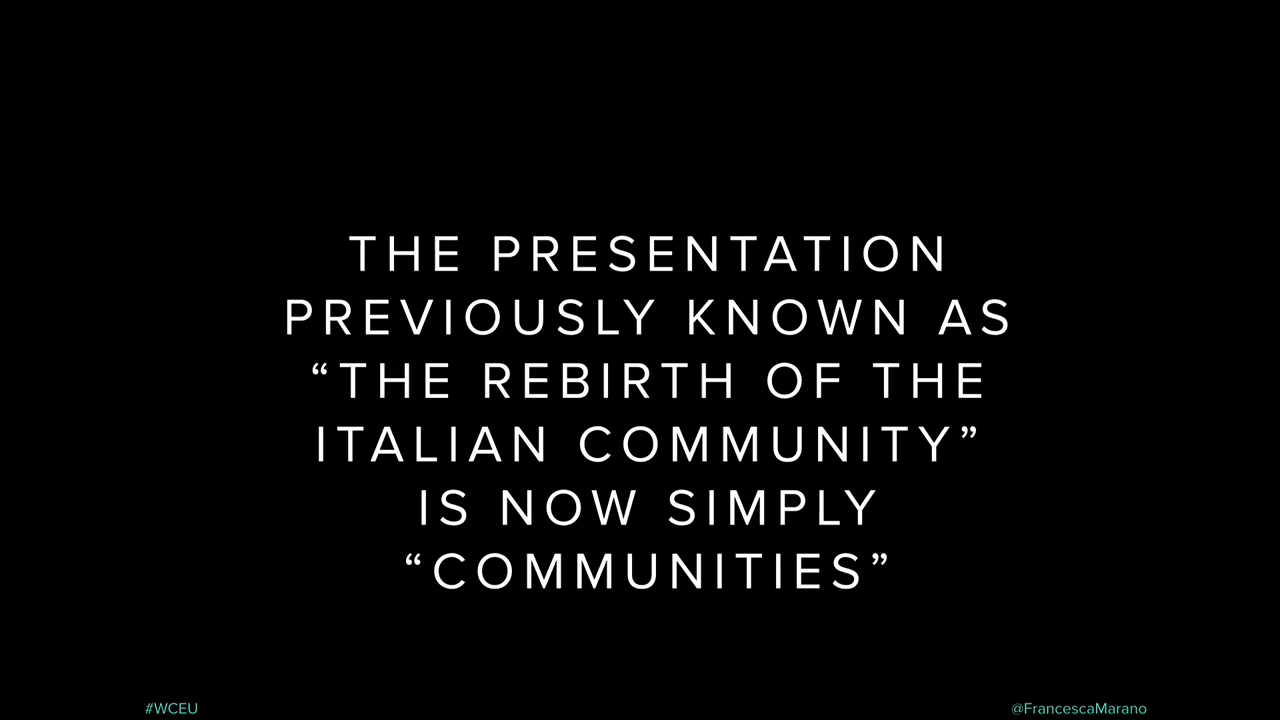 THE PRESENTATION
PREVIOUSLY KNOWN AS
“THE REBIRTH OF THE
ITALIAN COMMUNITY”
IS NOW SIMPLY
“COMMUNITIES”
#WCEU
@FrancescaMarano